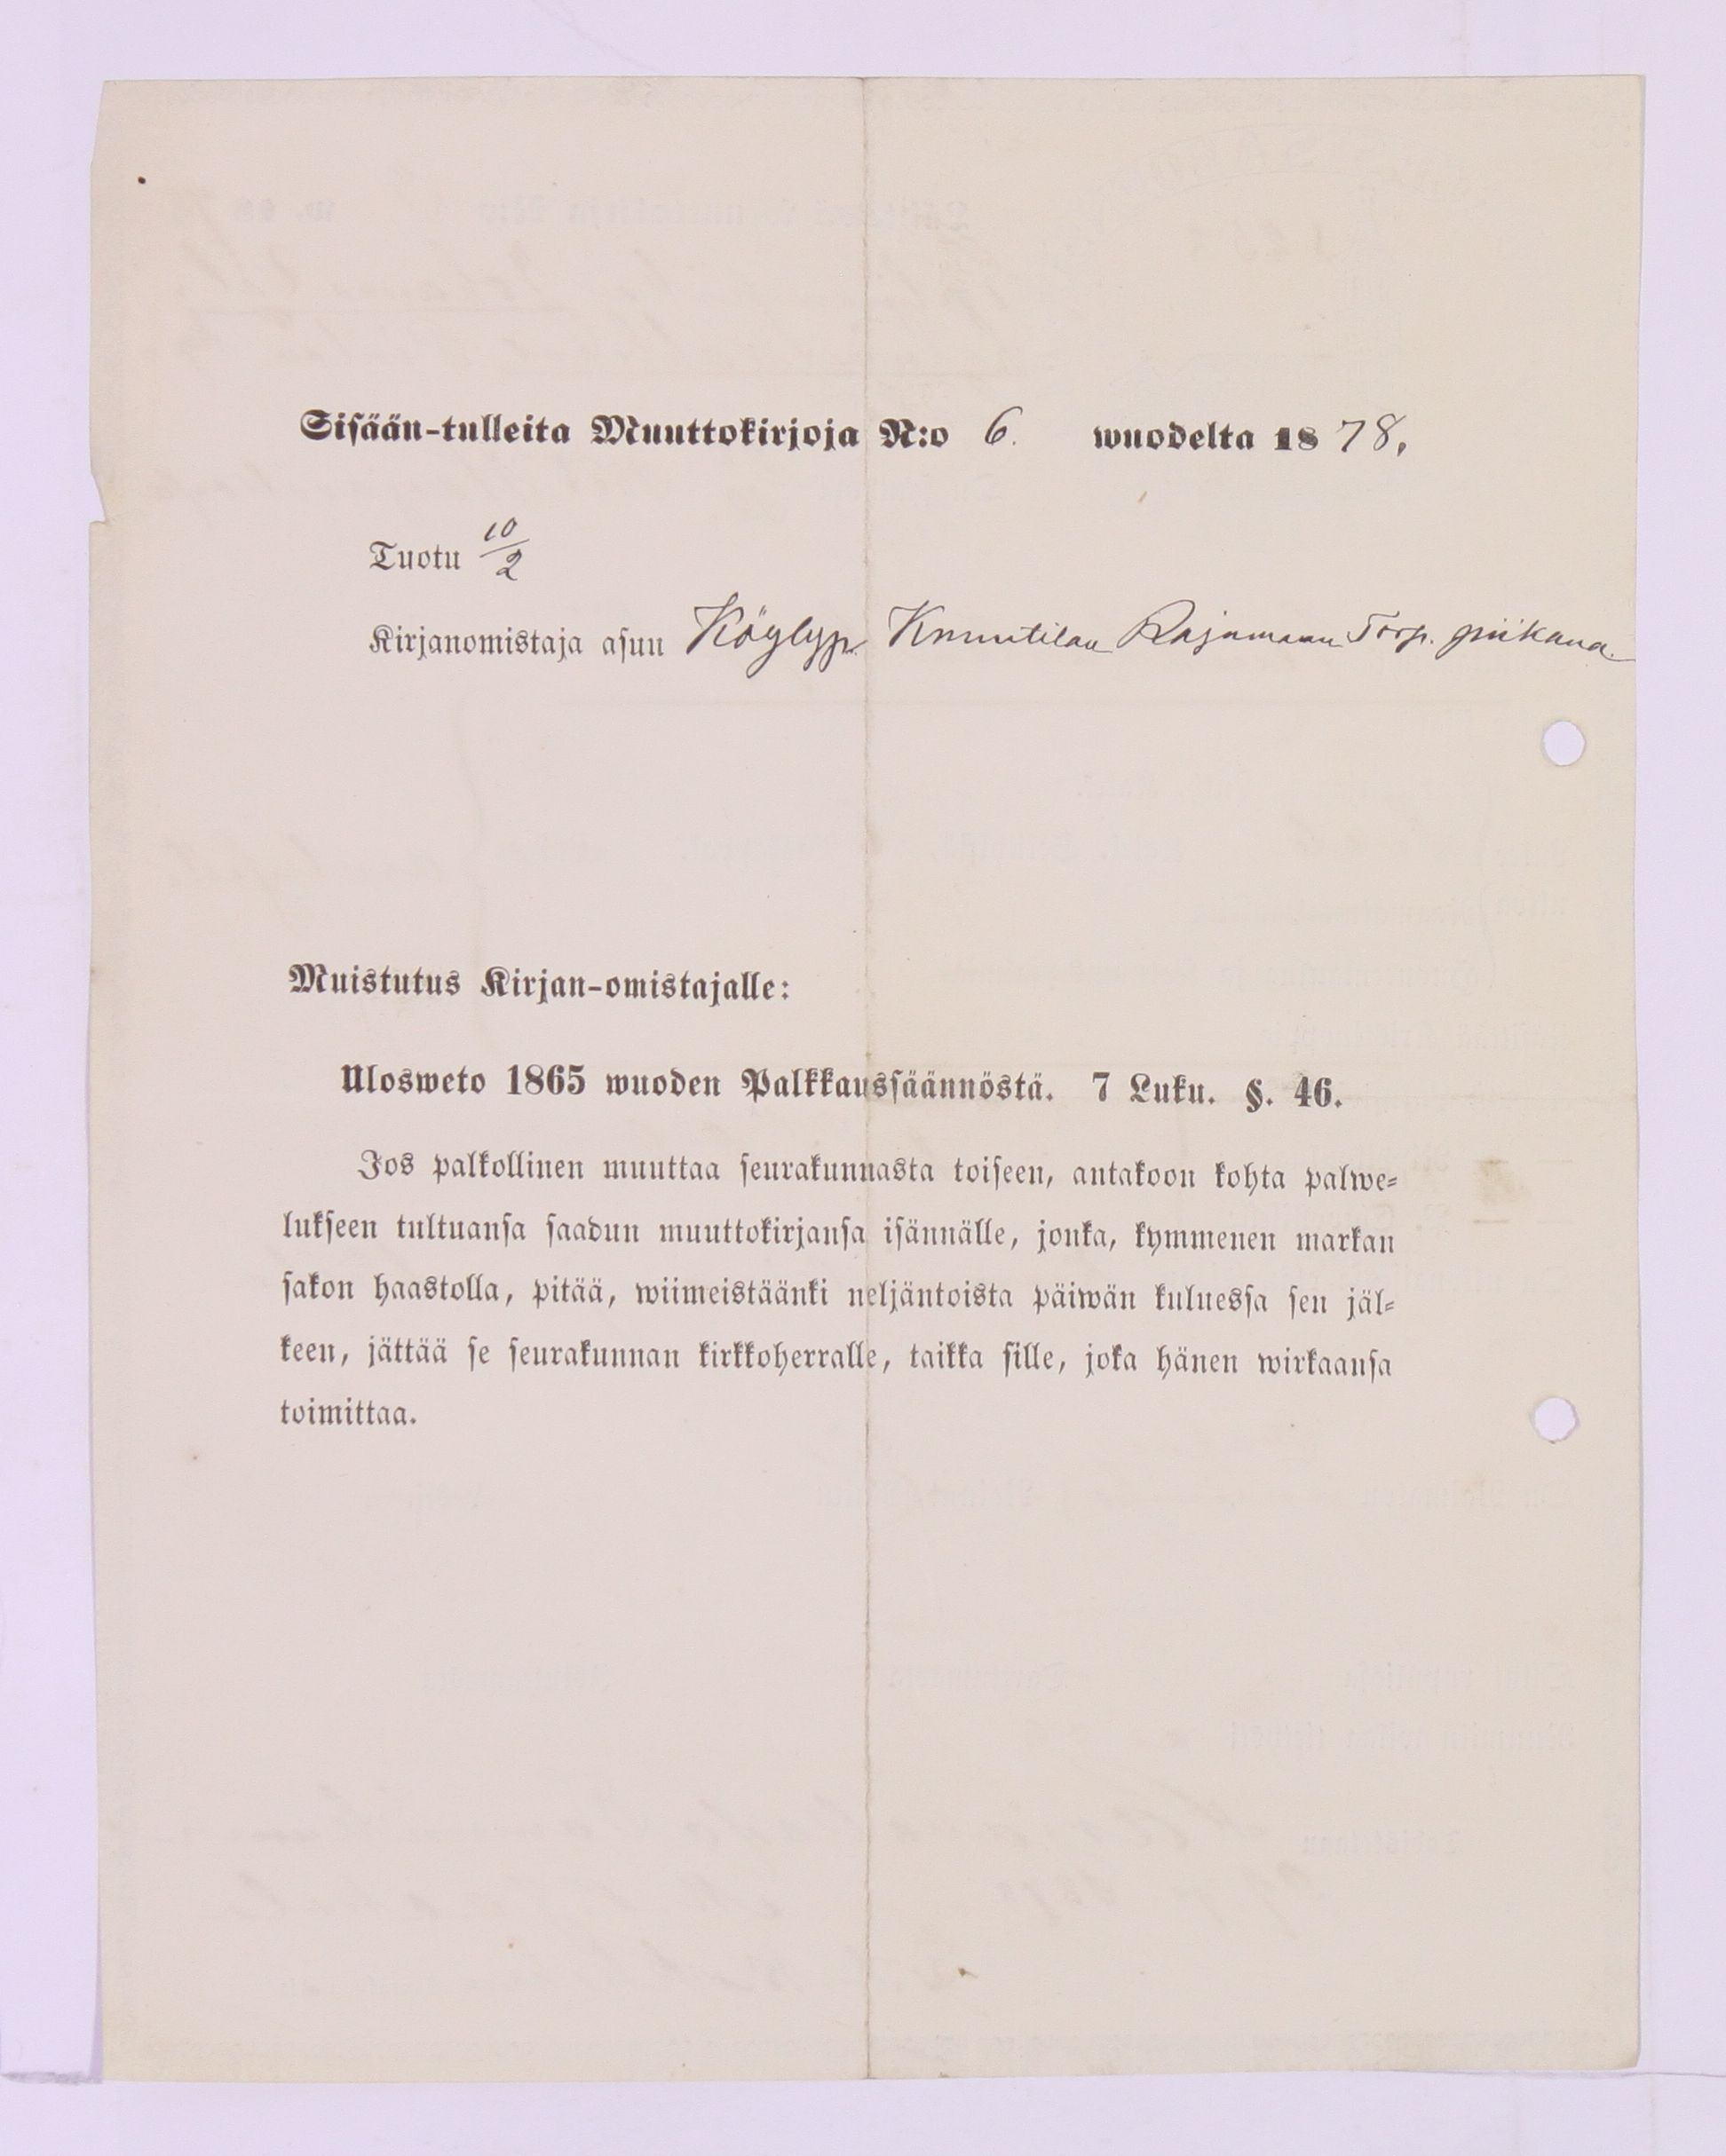 Sisään-tulleita Muuttokirjoja N:o 6. wuodelta 1878.
Tuotu 10/2
Kirjanomistaja asuu Köylyp. Knuutilan Rajamaan Torp. piikana.
Muistutus Kirjan-omistajalle:
Ulosweto 1865 wuoden Palkkaussäännöstä. 7 Luku. §. 46.
Jos palkollinen muuttaa seurakunnasta toiseen, antakoon kohta palwe-
lukseen tultuansa saadun muuttokirjansa isännälle, jonka, kymmenen markan
sakon haastolla, pitää, wiimeistäänki neljäntoista päiwän kuluessa sen jäl-
keen, jättää se seurakunnan kirkkoherralle, taikka sille, joka hänen wirkaansa
toimittaa.